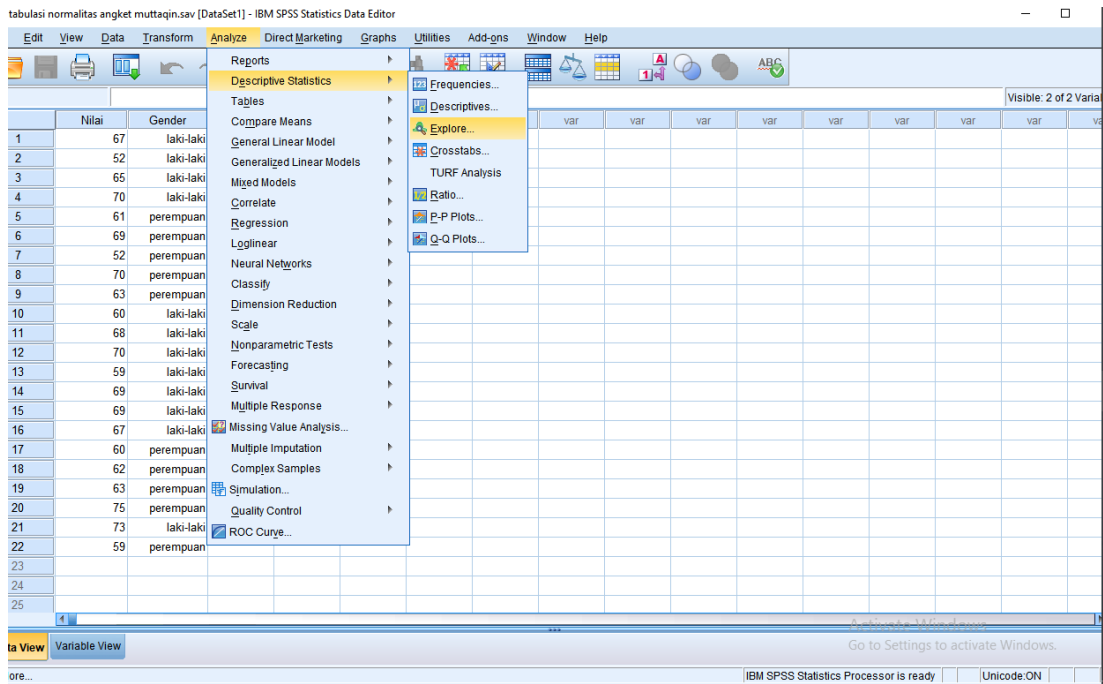 tabulasi normalitas angket muttaqin.sav [DataSet1] - IBM SPSS Statistics Data Editor
Edit View Data Transform Analyze Direct Marketing Graphs Utilities Add-ons Window Help
Visible: 2 of 2 Varial
Reports
Descriptive Statistics
Tables
Compare Means
General Linear Model
Generalized Linear Models
Mixed Models
Correlate
Regression
Loglinear
Neural Networks
Classify
Dimension Reduction
Scale
Nonparametric Tests
Forecasting
Survival
Multiple Response
Missing Value Analysis...
Multiple Imputation
Complex Samples
Simulation...
Quality Control
ROC Curve...
Frequencies...
Descriptives...
Explore...
Crosstabs...
TURF Analysis
Ratio...
P-P Plots...
Q-Q Plots...
Nilai Gender var var var var var var var va
1 67 laki-laki
2 52 laki-laki
3 65 laki-laki
4 70 laki-laki
5 61 perempuan
6 69 perempuan
7 52 perempuan
8 70 perempuan
9 63 perempuan
10 60 laki-laki
11 68 laki-laki
12 70 laki-laki
13 59 laki-laki
14 69 laki-laki
15 69 laki-laki
16 67 laki-laki
17 60 perempuan
18 62 perempuan
19 63 perempuan
20 75 perempuan
21 73 laki-laki
22 59 perempuan
23
24
25
Activate Windows
Go to Settings to activate Windows.
ta View Variable View
ore... IBM SPSS Statistics Processor is ready Unicode:ON